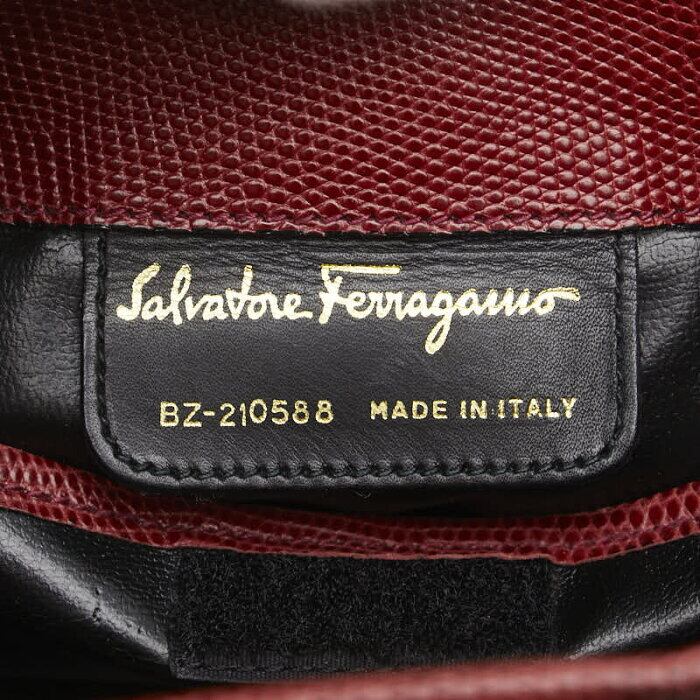 Salvatore Ferragamo
BZ-210588 MADE IN ITALY